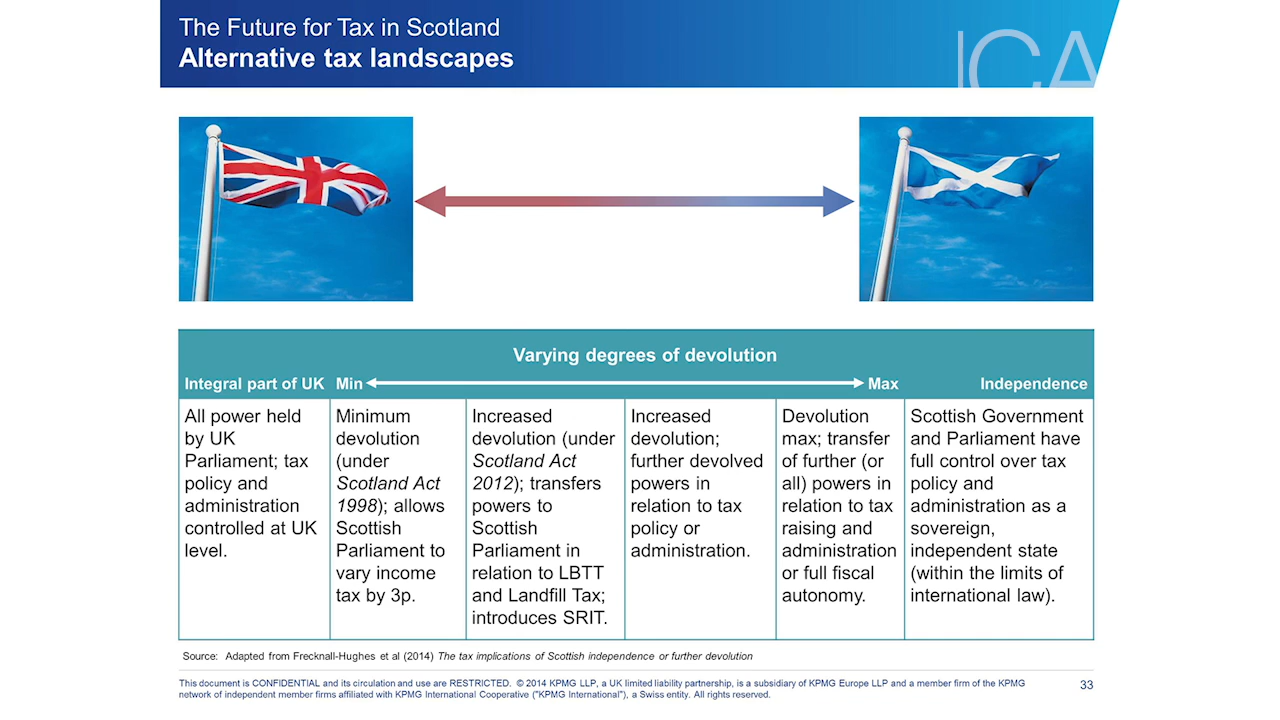 The Future for Tax in Scotland
Alternative tax landscapes
ICA
Varying degrees of devolution
Integral part of UK Min Max Independence
All power held
by UK
Parliament; tax
policy and
administration
controlled at UK
level.
Minimum
devolution
(under
Scotland Act
1998); allows
Scottish
Parliament to
vary income
tax by 3p.
Increased
devolution (under
Scotland Act
2012); transfers
powers to
Scottish
Parliament in
relation to LBTT
and Landfill Tax;
introduces SRIT.
Increased
devolution;
further devolved
powers in
relation to tax
policy or
administration.
Devolution
max; transfer
of further (or
all) powers in
relation to tax
raising and
administration
or full fiscal
autonomy.
Scottish Government
and Parliament have
full control over tax
policy and
administration as a
sovereign,
independent state
(within the limits of
international law).
Source: Adapted from Frecknall-Hughes et al (2014) The tax implications of Scottish independence or further devolution
This document is CONFIDENTIAL and its circulation and use are RESTRICTED. © 2014 KPMG LLP, a UK limited liability partnership, is a subsidiary of KPMG Europe LLP and a member firm of the KPMG
network of independent member firms affiliated with KPMG International Cooperative ("KPMG International"), a Swiss entity. All rights reserved.
33